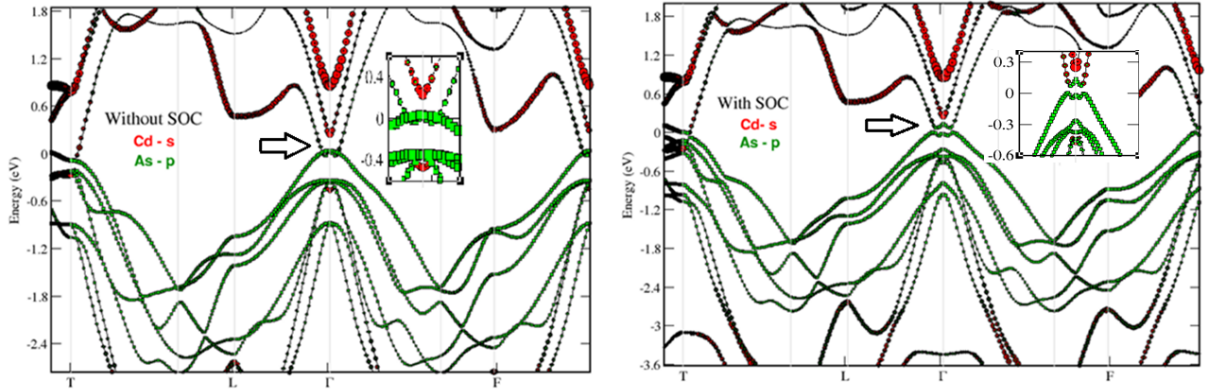 1.8
1.2
0.6
0
-0.6
-1.2
-1.8
-2.4
Energy (eV)
Without SOC
Cd - s
As - p
0.4
0
-0.4
T
L
Γ
F
1.8
1.2
0.6
0
-0.6
-1.2
-1.8
-2.4
-3
-3.6
Energy (eV)
With SOC
Cd - s
As - p
0.3
0
-0.3
-0.6
T
L
Γ
F